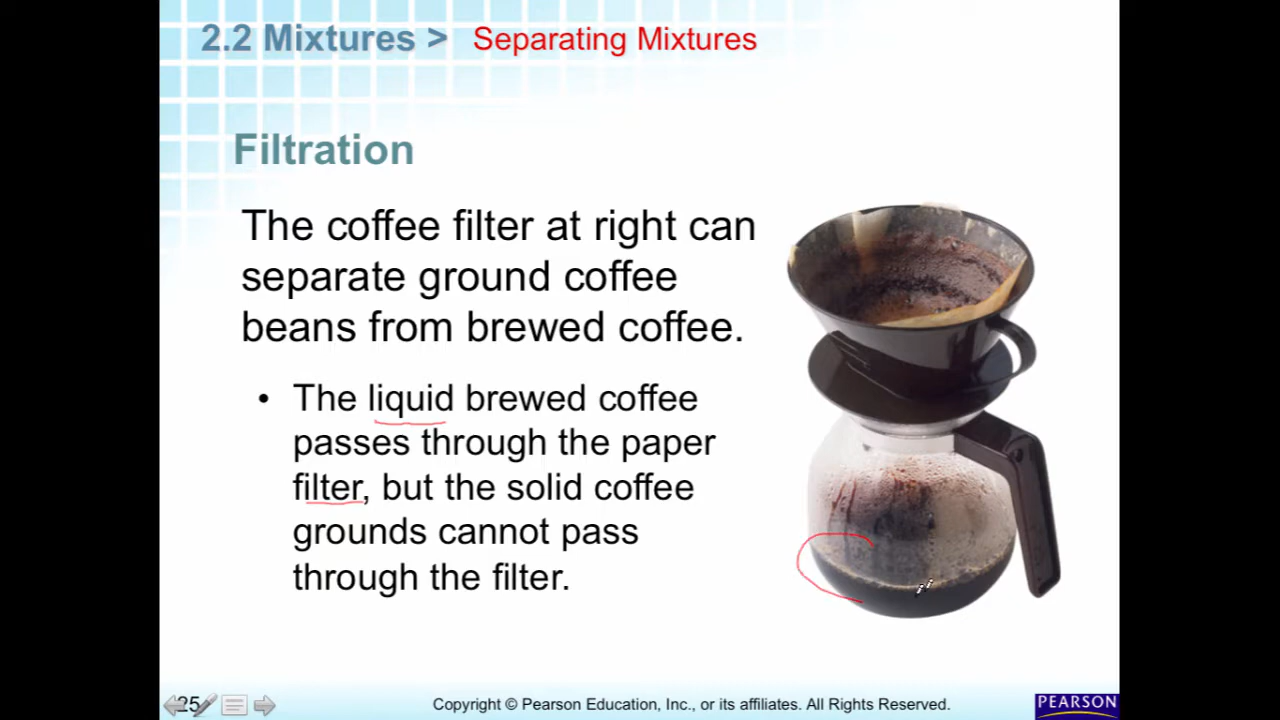 2.2 Mixtures > Separating Mixtures
Filtration
The coffee filter at right can
separate ground coffee
beans from brewed coffee.
• The liquid brewed coffee
passes through the paper
filter, but the solid coffee
grounds cannot pass
through the filter.
25
Copyright © Pearson Education, Inc., or its affiliates. All Rights Reserved.
PEARSON